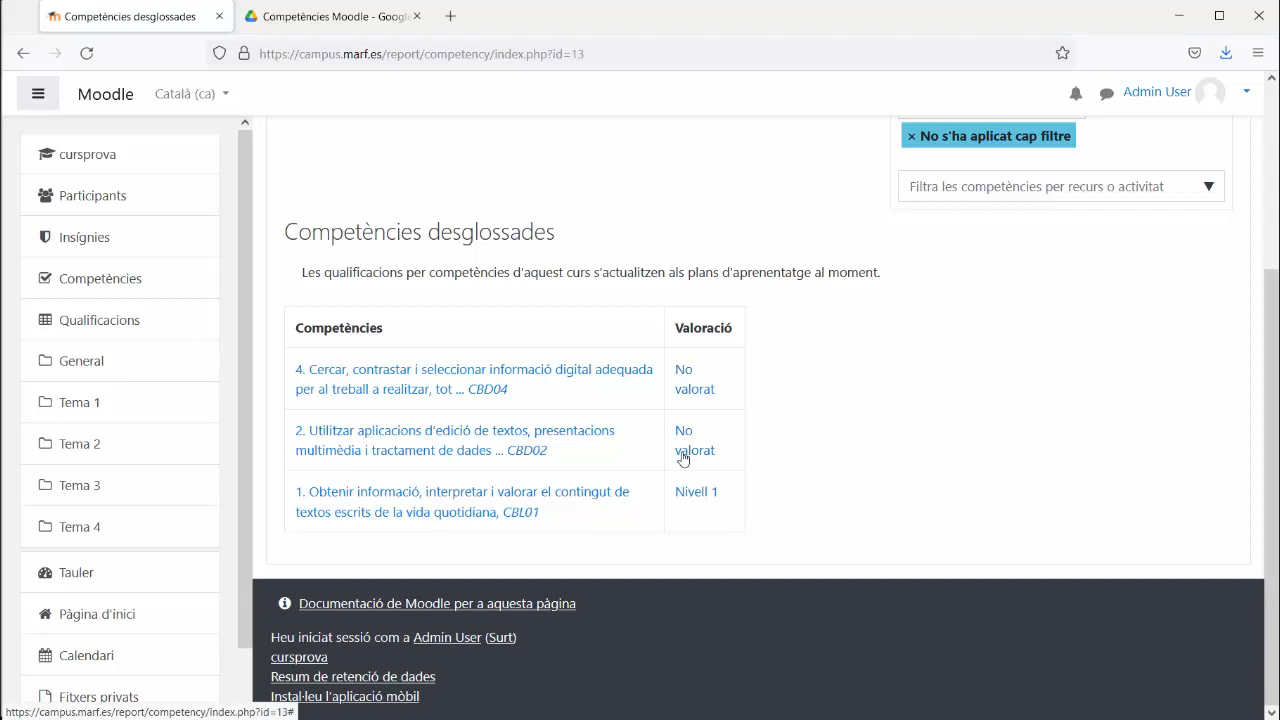 Competències desglossades
Competències Moodle - Goog
https://campus.marf.es/report/competency/index.php?id=13
Moodle
Català (ca)
Admin User
cursprova
Participants
Insígnies
Competències
Qualificacions
General
Tema 1
Tema 2
Tema 3
Tema 4
Tauler
Pàgina d'inici
Calendari
Fitxers privats
× No s'ha aplicat cap filtre
Filtra les competències per recurs o activitat
Competències desglossades
Les qualificacions per competències d'aquest curs s'actualitzen als plans d'aprenentatge al moment.
Competències Valoració
4. Cercar, contrastar i seleccionar informació digital adequada
per al treball a realitzar, tot ... CBD04
No
valorat
2. Utilitzar aplicacions d'edició de textos, presentacions
multimèdia i tractament de dades ... CBD02
No
valorat
1. Obtenir informació, interpretar i valorar el contingut de
textos escrits de la vida quotidiana, CBL01
Nivell 1
Documentació de Moodle per a aquesta pàgina
Heu iniciat sessió com a Admin User (Surt)
cursprova
Resum de retenció de dades
Instal·leu l'aplicació mòbil
https://campus.marf.es/report/competency/index.php?id=13#